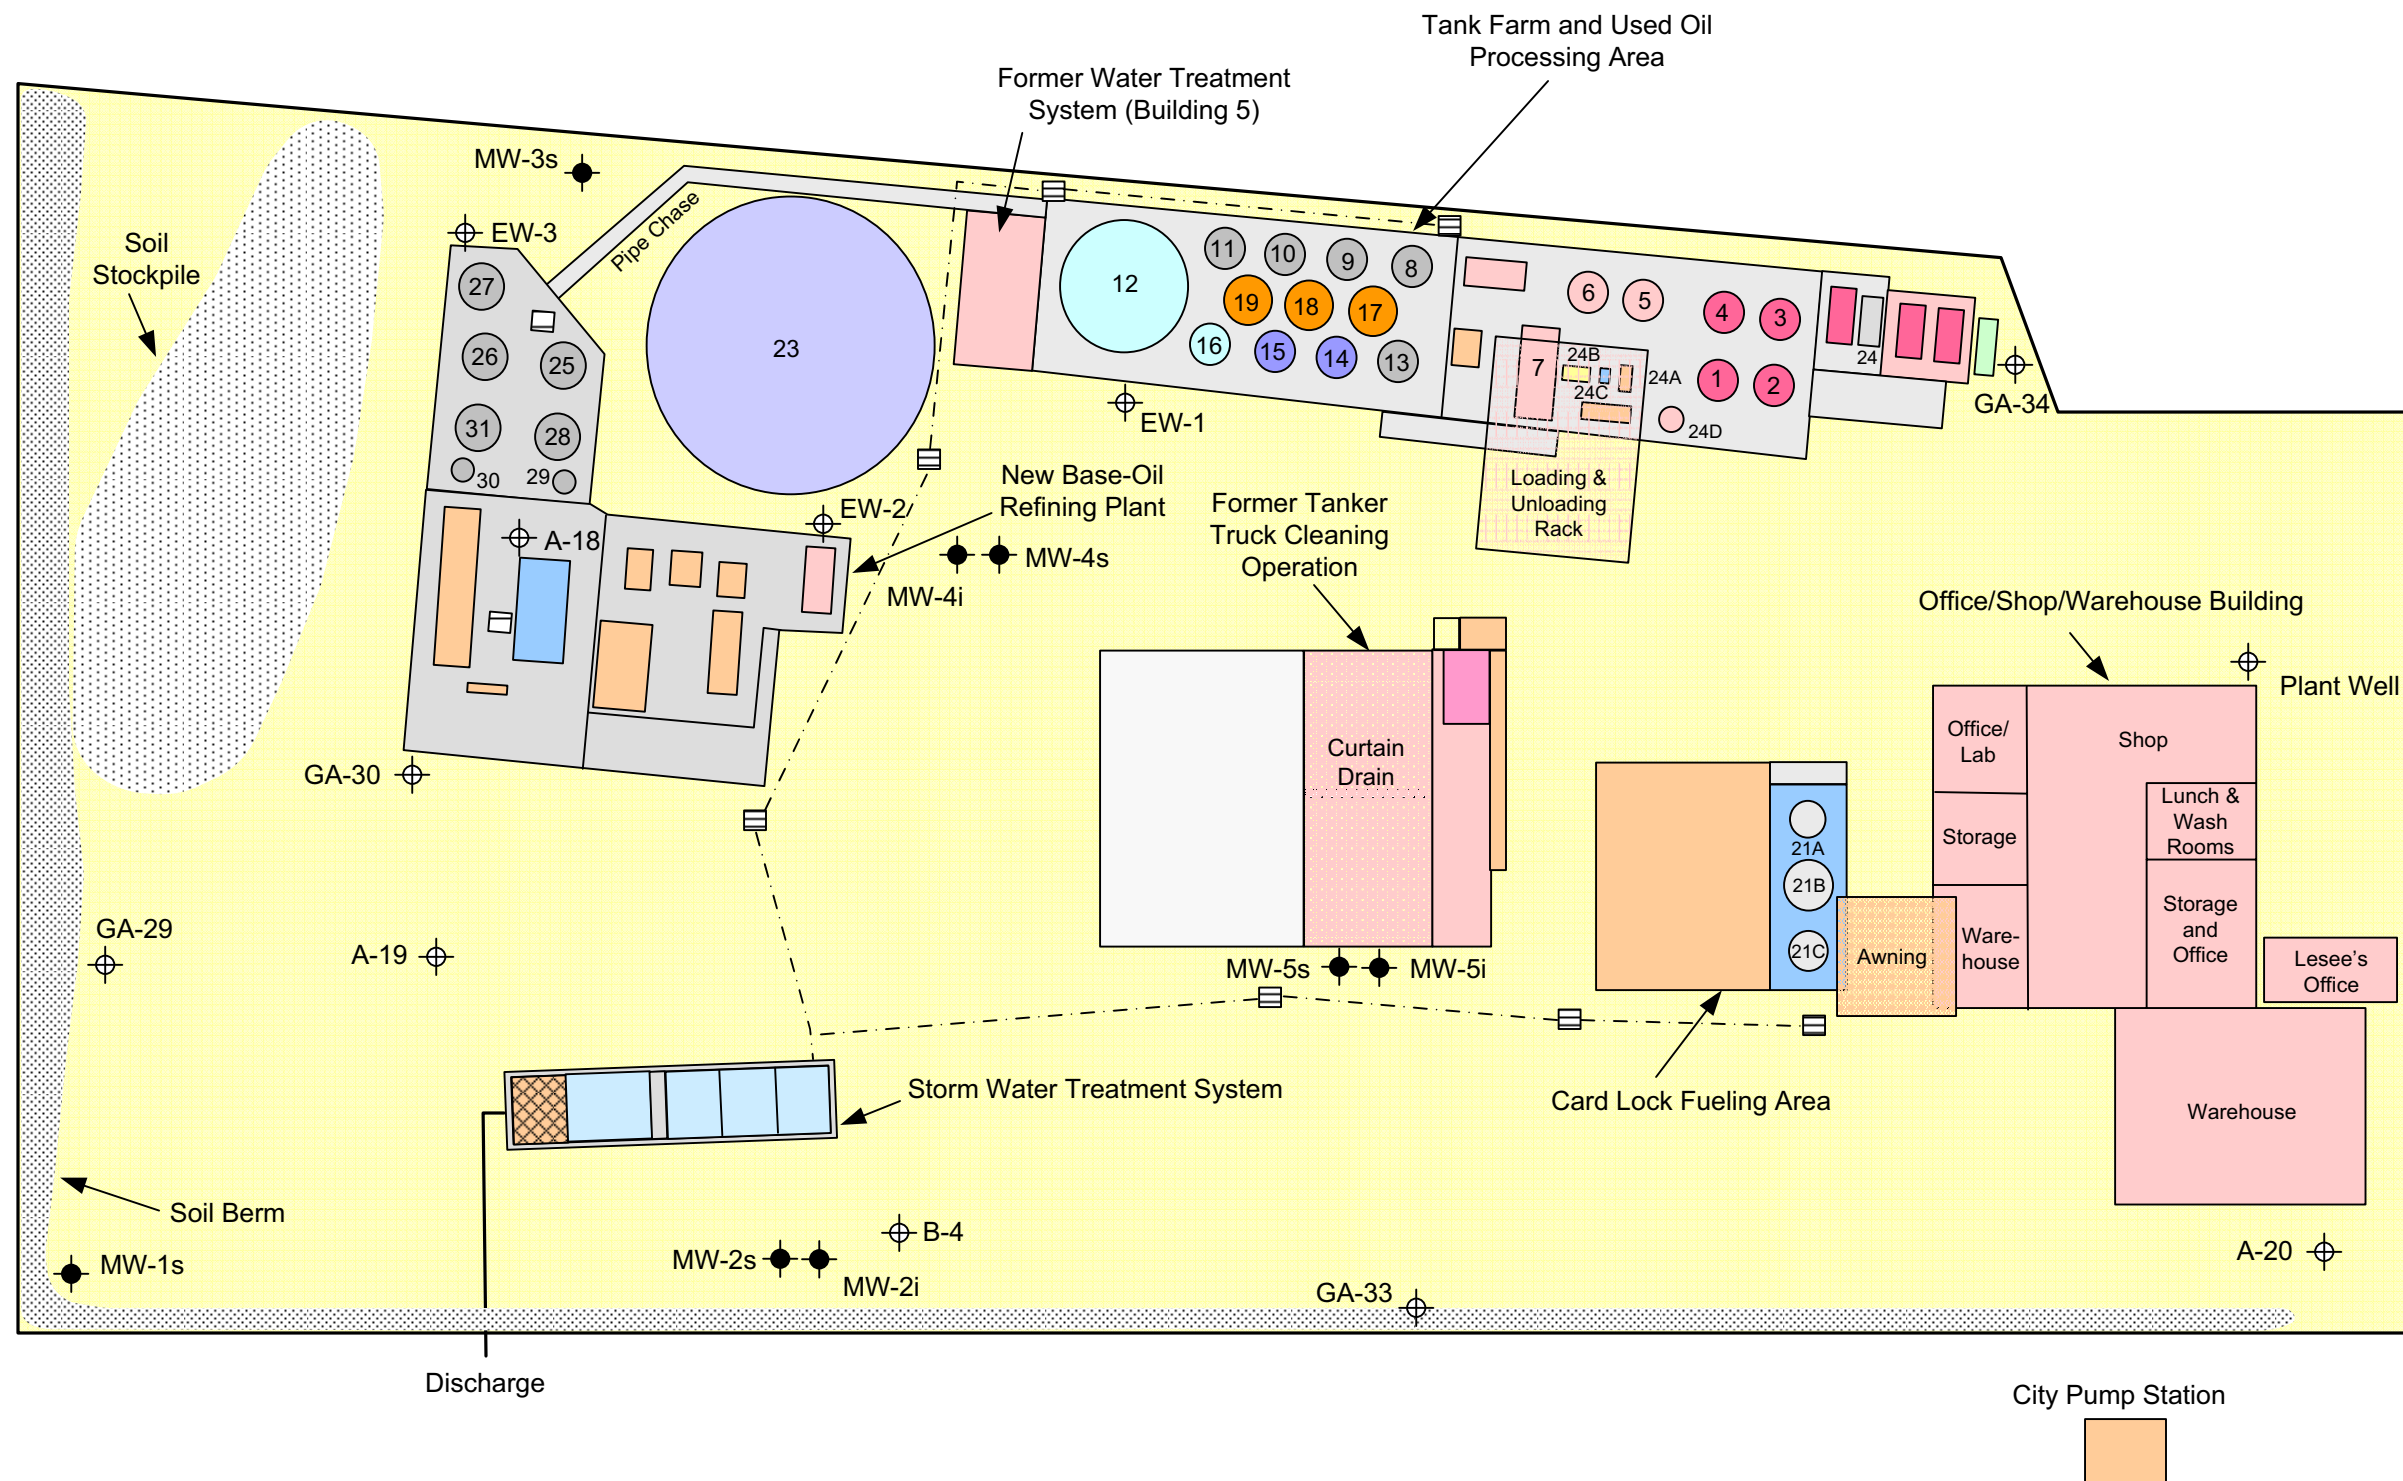 Tank Farm and Used Oil
Processing Area
Former Water Treatment
System (Building 5)
MW-3s
EW-3
Pipe Chase
Soil
Stockpile
27
26
25
31
28
30
29
23
12
11
10
9
8
19
18
17
16
15
14
13
6
5
4
3
1
2
7
24B
24C
24A
24D
24
GA-34
EW-1
Loading &
Unloading
Rack
New Base-Oil
Refining Plant
EW-2
A-18
MW-4s
MW-4i
Former Tanker
Truck Cleaning
Operation
Office/Shop/Warehouse Building
Plant Well
GA-30
Curtain
Drain
Office/
Lab
Shop
Storage
Lunch &
Wash
Rooms
Storage
and
Office
Ware-
house
Awning
Lesee's
Office
Warehouse
21A
21B
21C
GA-29
A-19
MW-5s
MW-5i
Storm Water Treatment System
Card Lock Fueling Area
Soil Berm
MW-1s
MW-2s
MW-2i
B-4
GA-33
A-20
Discharge
City Pump Station